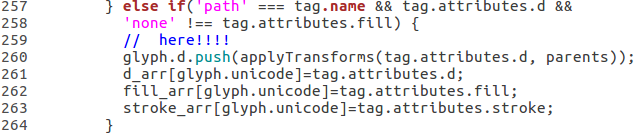 257 } else if('path' === tag.name && tag.attributes.d &&
258 'none' !== tag.attributes.fill) {
259 // here!!!!
260 glyph.d.push(applyTransforms(tag.attributes.d, parents));
261 d_arr[glyph.unicode]=tag.attributes.d;
262 fill_arr[glyph.unicode]=tag.attributes.fill;
263 stroke_arr[glyph.unicode]=tag.attributes.stroke;
264 }